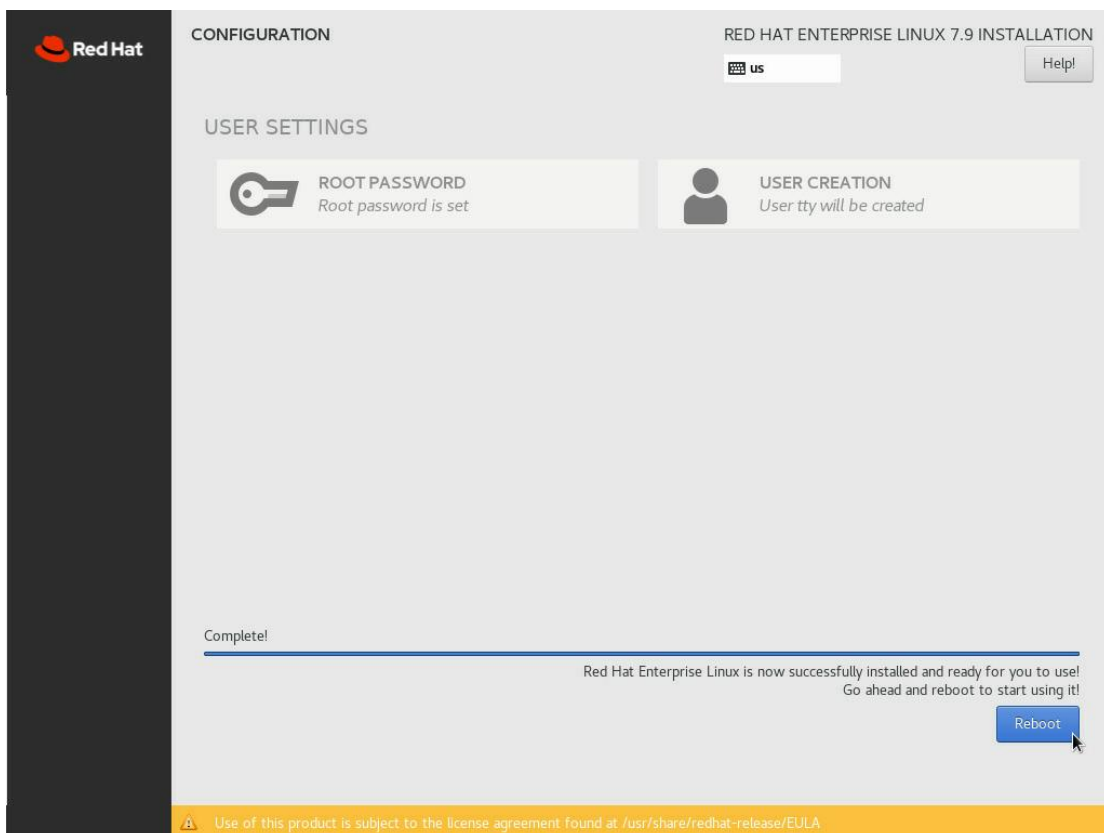 Red Hat
CONFIGURATION
RED HAT ENTERPRISE LINUX 7.9 INSTALLATION
us
Help!
USER SETTINGS
ROOT PASSWORD
Root password is set
USER CREATION
User tty will be created
Complete!
Red Hat Enterprise Linux is now successfully installed and ready for you to use!
Go ahead and reboot to start using it!
Reboot
Use of this product is subject to the license agreement found at /usr/share/redhat-release/EULA